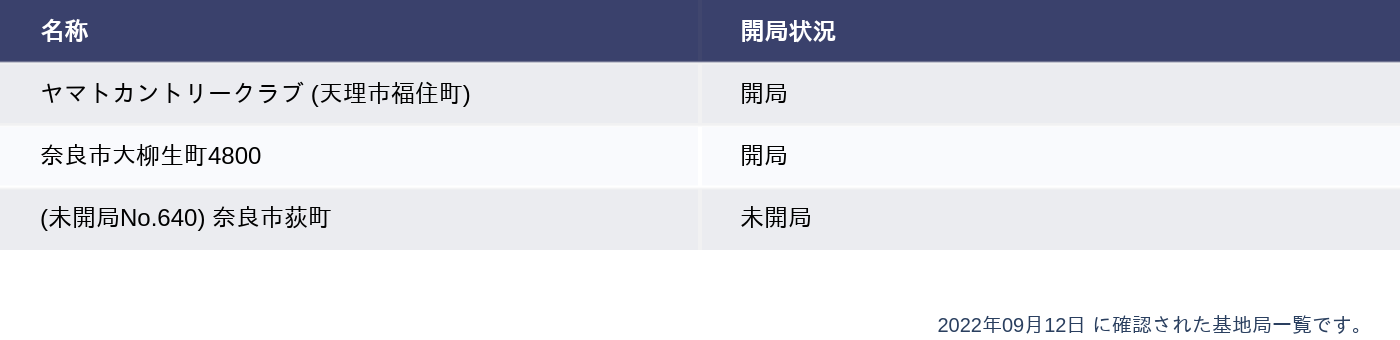 名称 開局状況
ヤマトカントリークラブ (天理市福住町) 開局
奈良市大柳生町4800 開局
(未開局No.640) 奈良市荻町 未開局
2022年09月12日 に確認された基地局一覧です。